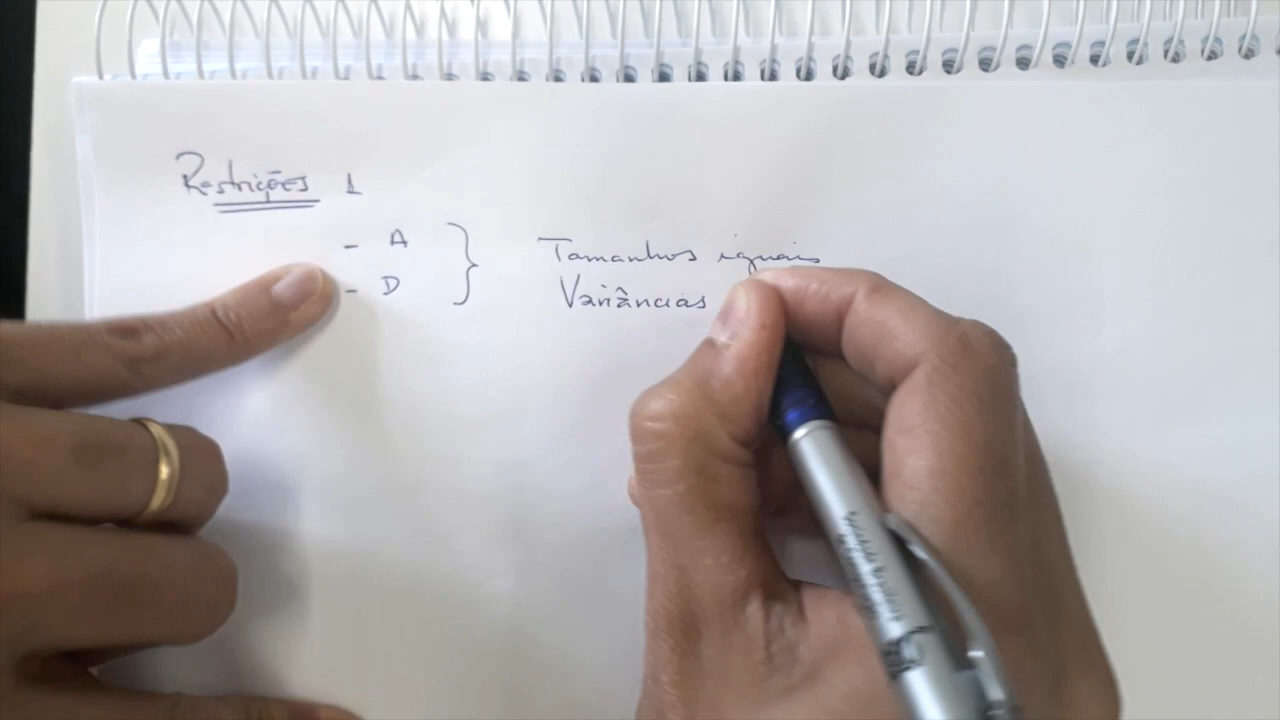 Restrições 1
- A
- D
Tamanhos iguais
Variâncias